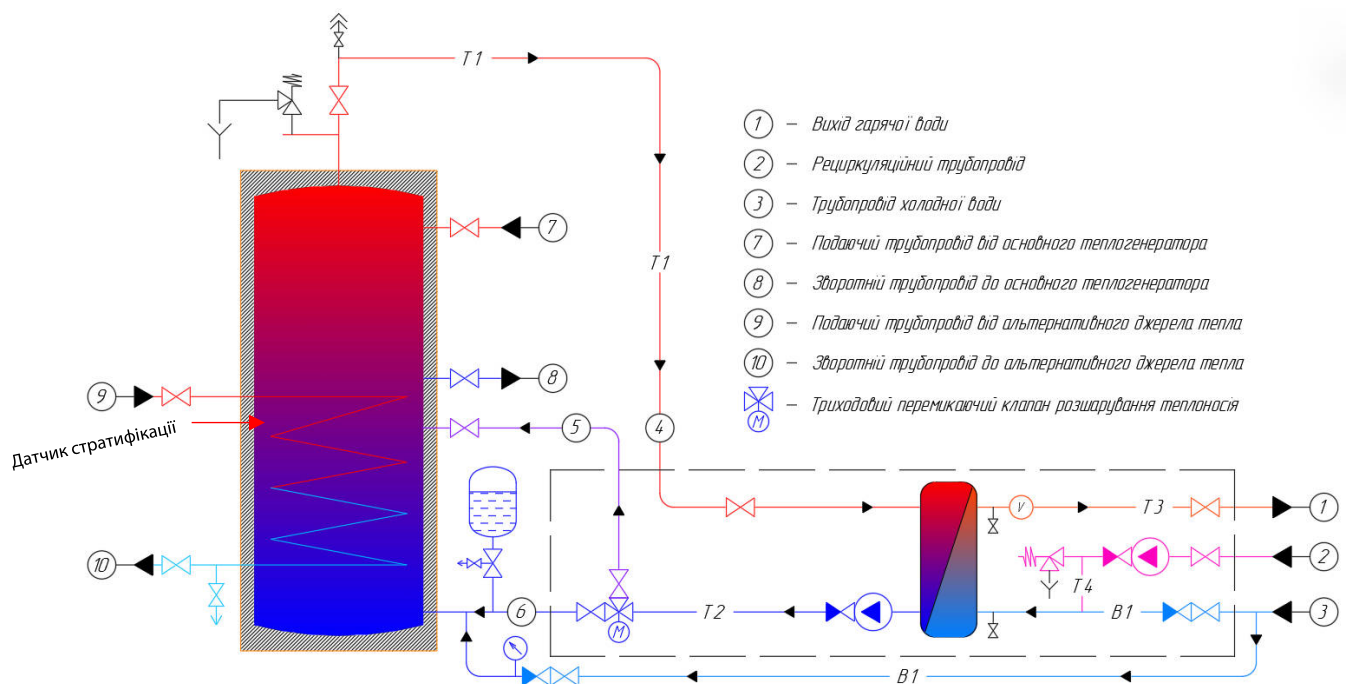 T1
1 – Вихід гарячої води
2 – Рециркуляційний трубопровід
3 – Трубопровід холодної води
7 – Подаючий трубопровід від основного теплогенератора
8 – Зворотній трубопровід до основного теплогенератора
9 – Подаючий трубопровід від альтернативного джерела тепла
10 – Зворотній трубопровід до альтернативного джерела тепла
M – Триходовий перемикаючий клапан розшарування теплоносія
7
T1
8
9
Датчик стратифікації
5
4
V
T3
1
2
T4
10
6
M
T2
B1
3
B1